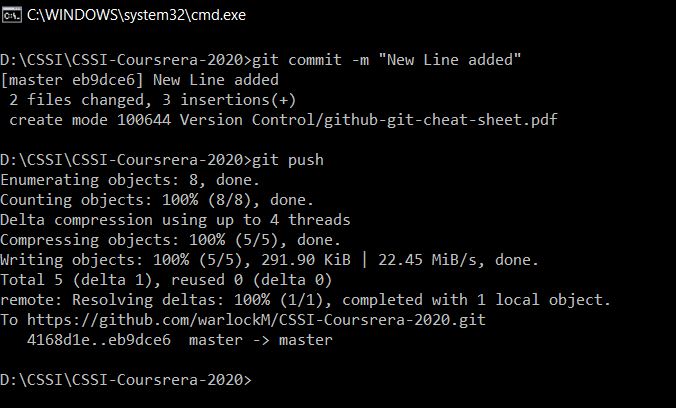 C:\WINDOWS\system32\cmd.exe
D:\CSSI\CSSI-Coursrera-2020>git commit -m "New Line added"
[master eb9dce6] New Line added
 2 files changed, 3 insertions(+)
 create mode 100644 Version Control/github-git-cheat-sheet.pdf
D:\CSSI\CSSI-Coursrera-2020>git push
Enumerating objects: 8, done.
Counting objects: 100% (8/8), done.
Delta compression using up to 4 threads
Compressing objects: 100% (5/5), done.
Writing objects: 100% (5/5), 291.90 KiB | 22.45 MiB/s, done.
Total 5 (delta 1), reused 0 (delta 0)
remote: Resolving deltas: 100% (1/1), completed with 1 local object.
To https://github.com/warlockM/CSSI-Coursrera-2020.git
   4168d1e..eb9dce6  master -> master
D:\CSSI\CSSI-Coursrera-2020>